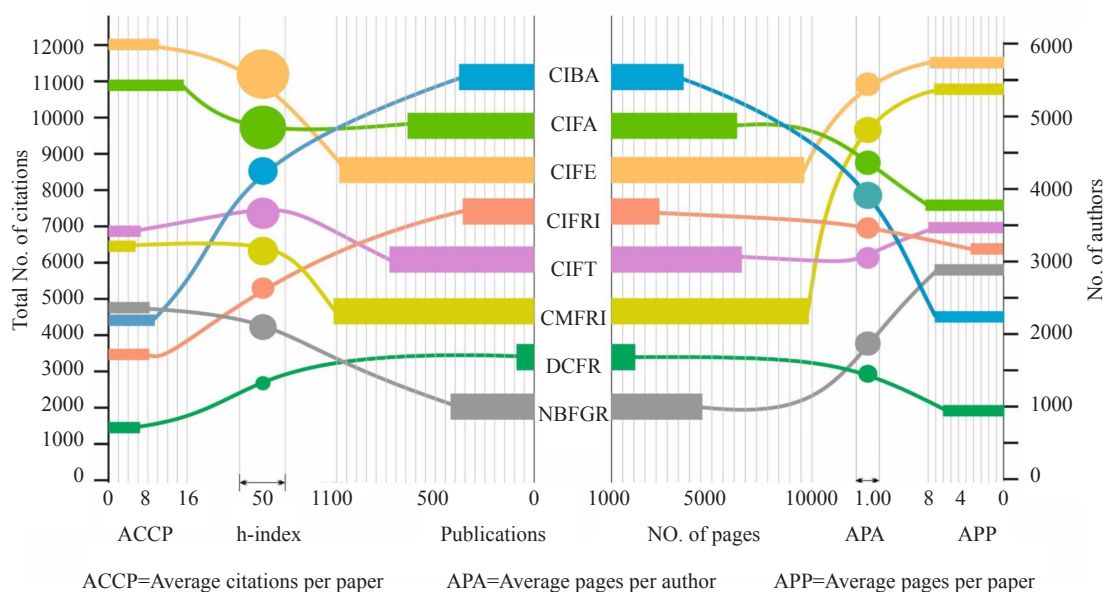 Total No. of citations
12000
11000
10000
9000
8000
7000
6000
5000
4000
3000
2000
1000
0
CIBA
CIFA
CIFE
CIFRI
CIFT
CMFRI
DCFR
NBFGR
6000
5000
4000
3000
2000
1000
0
No. of authors
0 8 16 50 1100 500 0 1000 5000 10000 1.00 8 4 0
ACCP h-index Publications NO. of pages APA APP
ACCP=Average citations per paper APA=Average pages per author APP=Average pages per paper